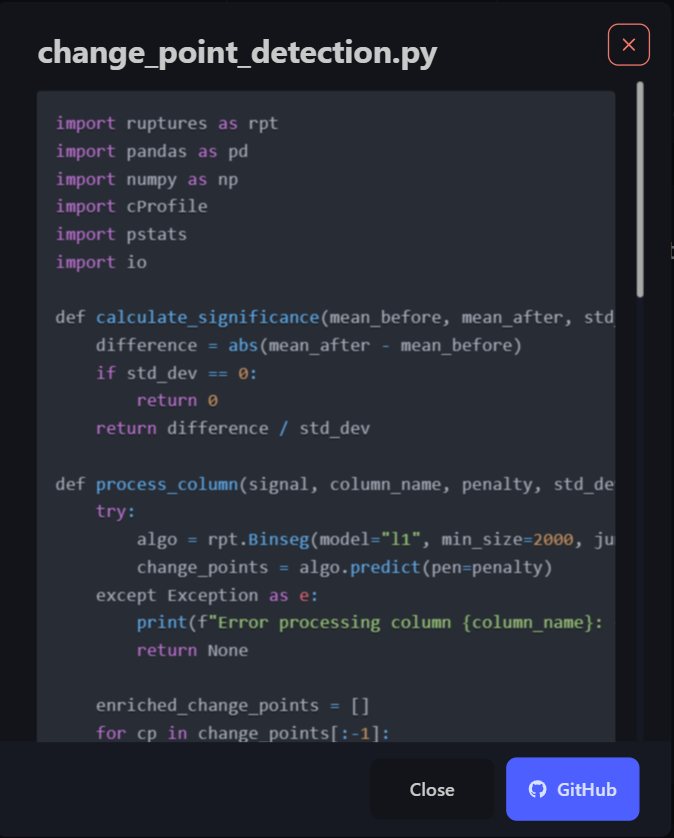 change_point_detection.py
import ruptures as rpt
import pandas as pd
import numpy as np
import cProfile
import pstats
import io
def calculate_significance(mean_before, mean_after, std_
    difference = abs(mean_after - mean_before)
    if std_dev == 0:
        return 0
    return difference / std_dev
def process_column(signal, column_name, penalty, std_de
    try:
        algo = rpt.Binseg(model="l1", min_size=2000, ju
        change_points = algo.predict(pen=penalty)
    except Exception as e:
        print(f"Error processing column {column_name}:
        return None
    enriched_change_points = []
    for cp in change_points[:-1]:
Close
GitHub